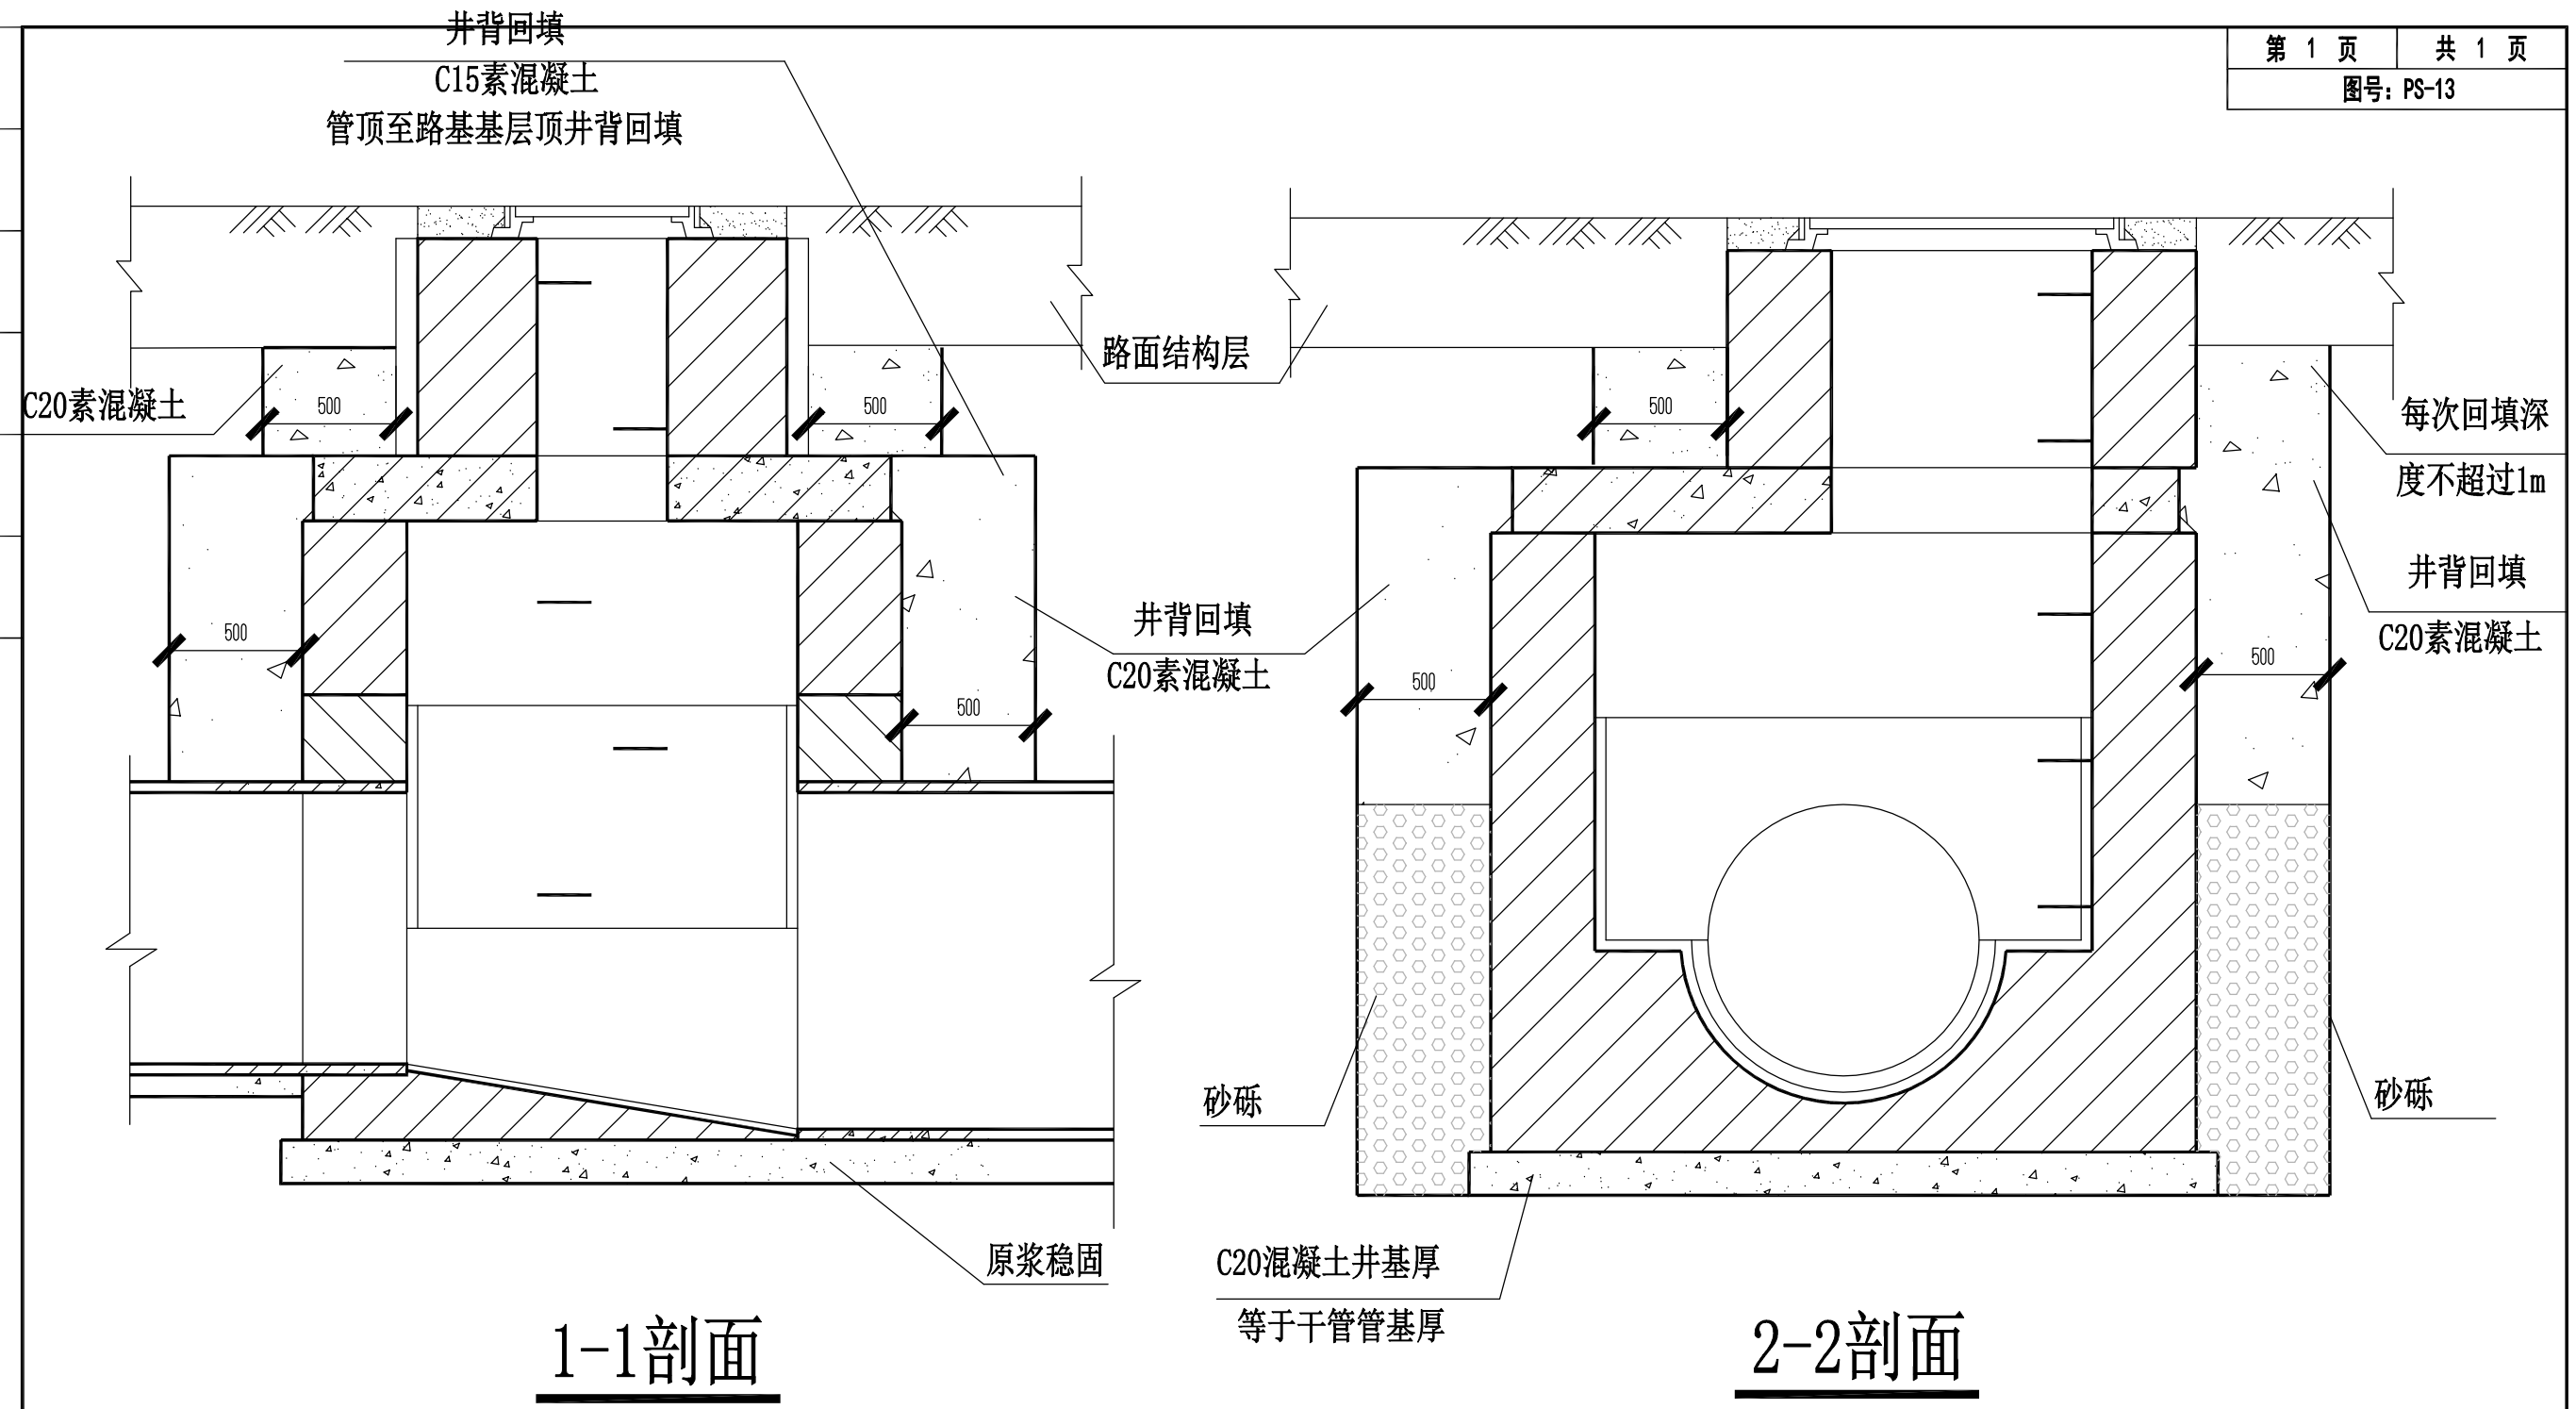 第 1 页 共 1 页
图号: PS-13
井背回填
C15素混凝土
管顶至路基基层顶井背回填
C20素混凝土
500
500
路面结构层
500
每次回填深
度不超过1m
500
500
井背回填
C20素混凝土
500
井背回填
C20素混凝土
500
砂砾
砂砾
原浆稳固
C20混凝土井基厚
等于干管管基厚
1-1剖面
2-2剖面